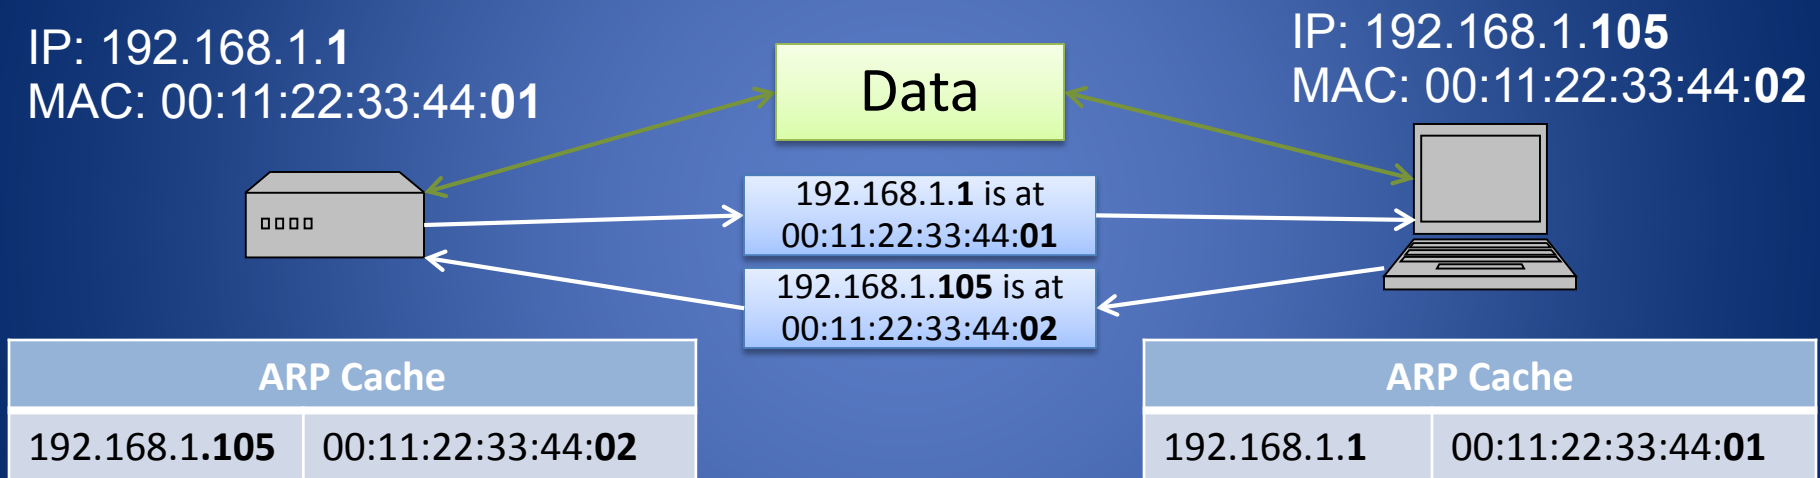 IP: 192.168.1.1
MAC: 00:11:22:33:44:01
IP: 192.168.1.105
MAC: 00:11:22:33:44:02
Data
192.168.1.1 is at
00:11:22:33:44:01
192.168.1.105 is at
00:11:22:33:44:02
ARP Cache
192.168.1.105 00:11:22:33:44:02
ARP Cache
192.168.1.1 00:11:22:33:44:01